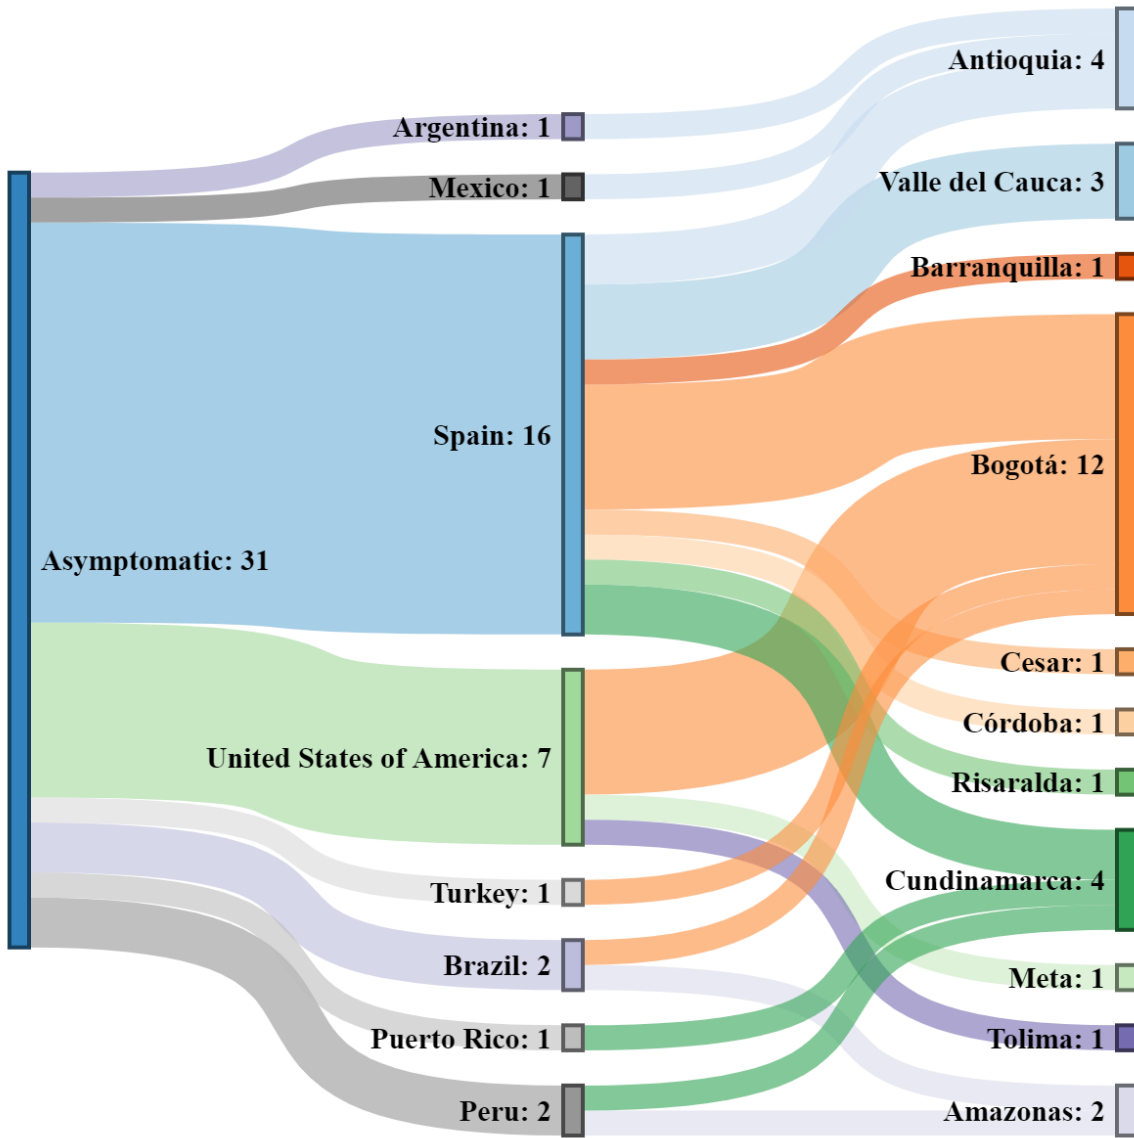 Asymptomatic: 31
Argentina: 1
Mexico: 1
Spain: 16
United States of America: 7
Turkey: 1
Brazil: 2
Puerto Rico: 1
Peru: 2
Antioquia: 4
Valle del Cauca: 3
Barranquilla: 1
Bogotá: 12
Cesar: 1
Córdoba: 1
Risaralda: 1
Cundinamarca: 4
Meta: 1
Tolima: 1
Amazonas: 2